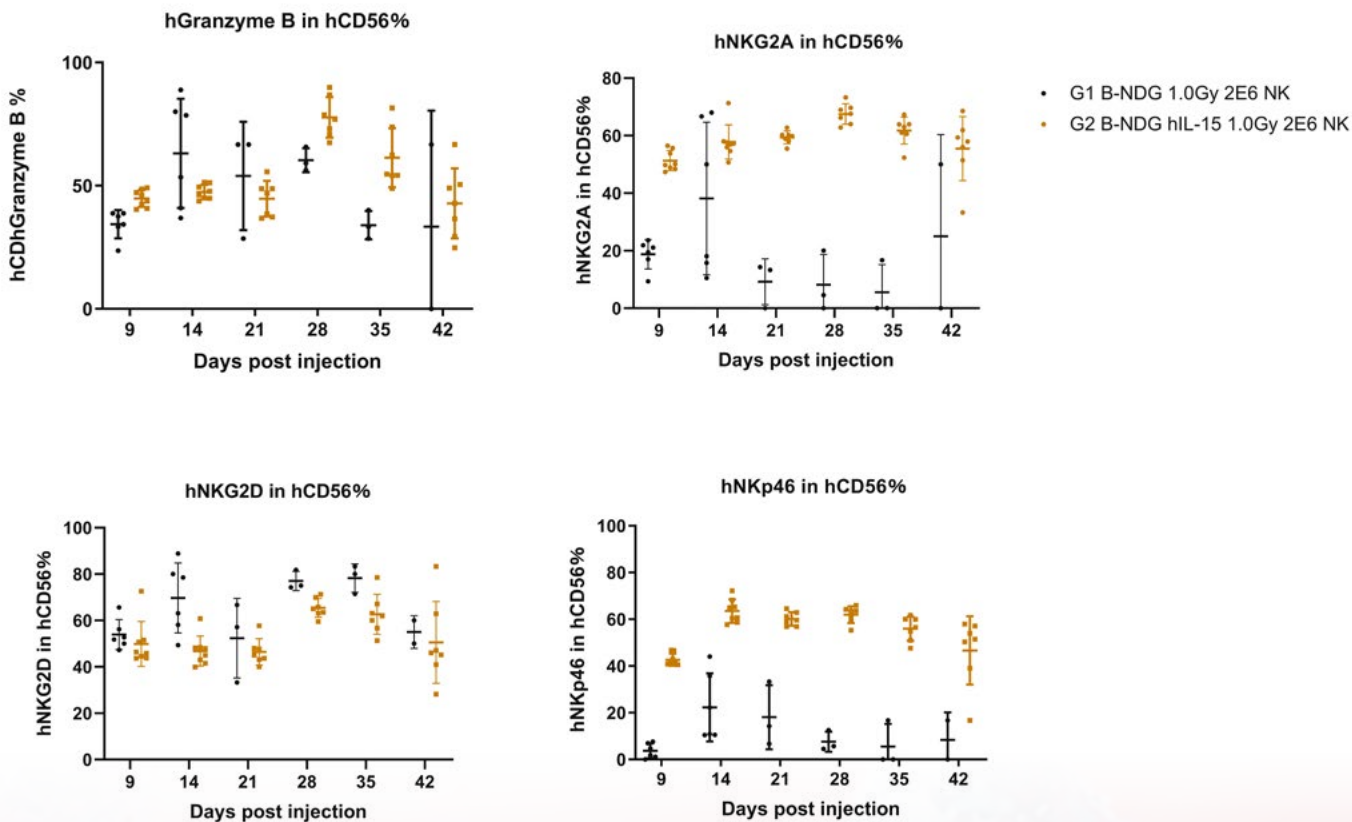 hGranzyme B in hCD56%
hCDhGranzyme B %
100
50
0
9 14 21 28 35 42
Days post injection
hNKG2A in hCD56%
hNKG2A in hCD56%
80
60
40
20
0
9 14 21 28 35 42
Days post injection
G1 B-NDG 1.0Gy 2E6 NK
G2 B-NDG hIL-15 1.0Gy 2E6 NK
hNKG2D in hCD56%
hNKG2D in hCD56%
100
80
60
40
20
0
9 14 21 28 35 42
Days post injection
hNKp46 in hCD56%
hNKp46 in hCD56%
100
80
60
40
20
0
9 14 21 28 35 42
Days post injection